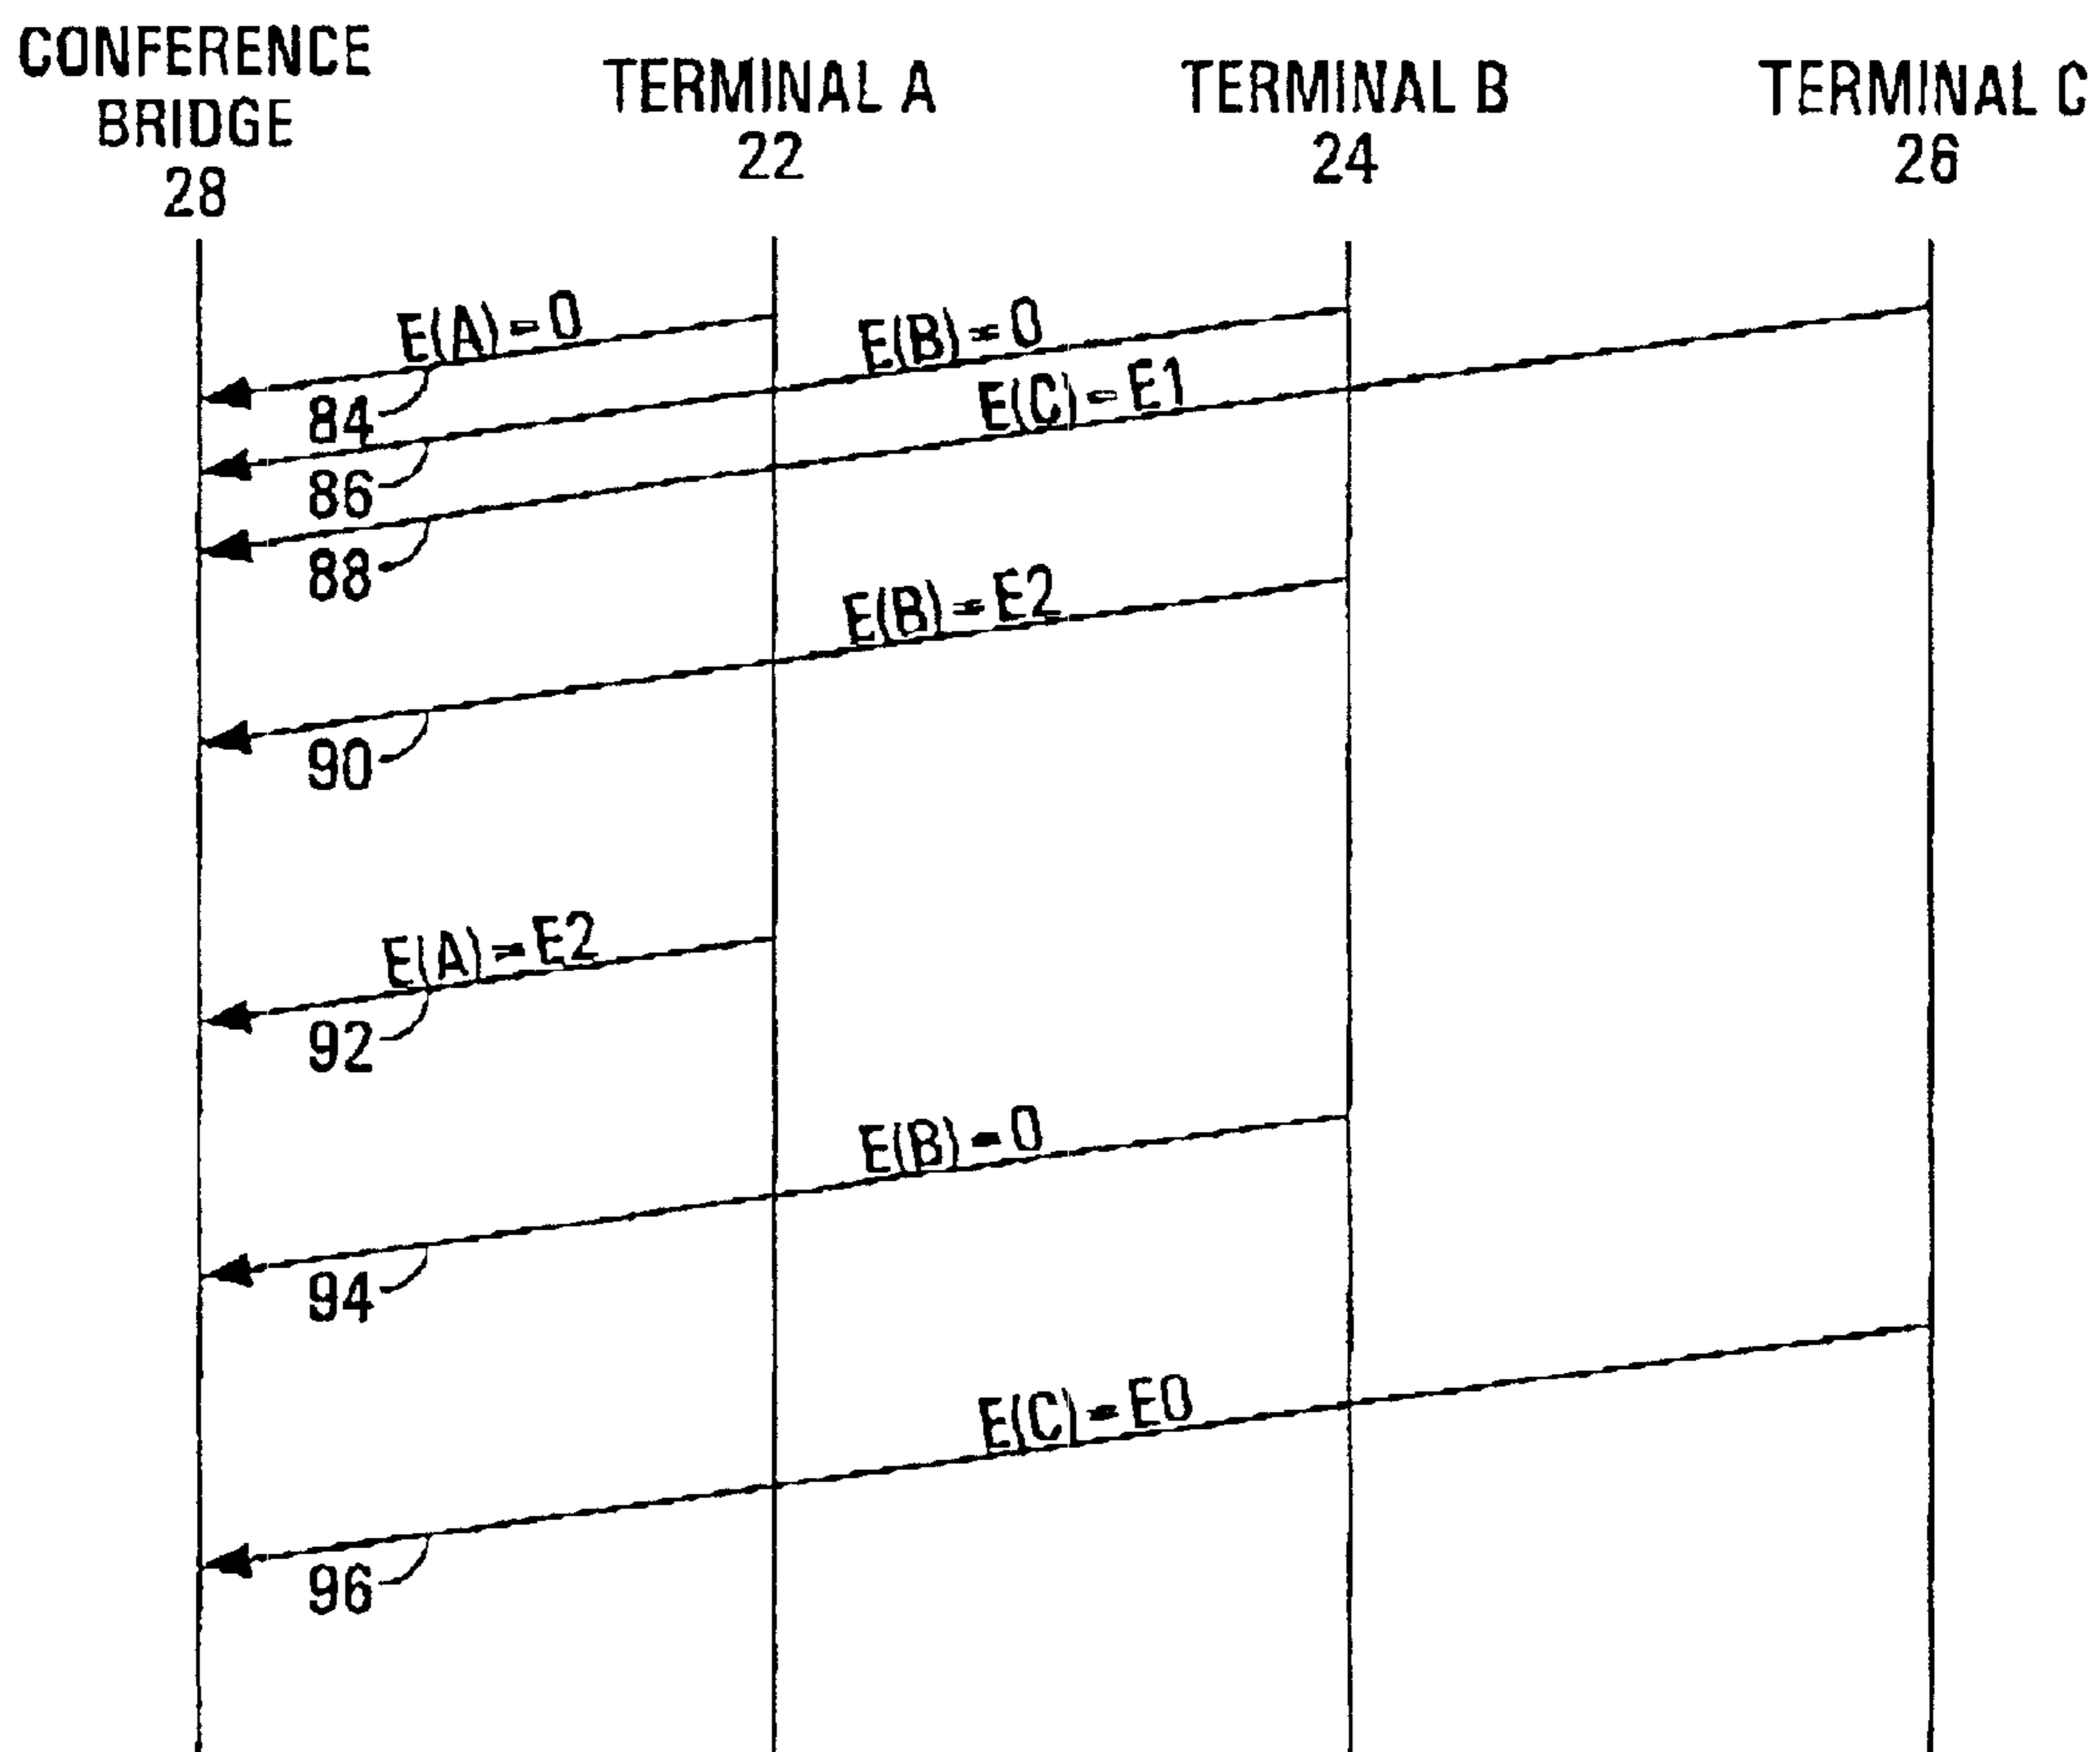 CONFERENCE
BRIDGE
28
TERMINAL A
22
TERMINAL B
24
TERMINAL C
26
E(A)=0
84
E(B)=0
86
E(C)=E1
88
E(B)=E2
90
E(A)=E2
92
E(B)=0
94
E(C)=E0
96